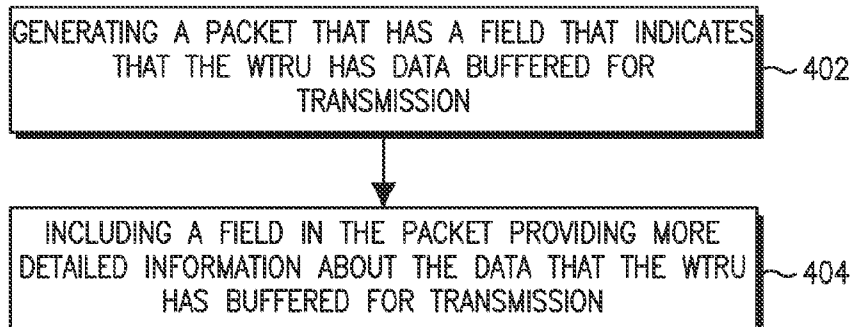 GENERATING A PACKET THAT HAS A FIELD THAT INDICATES
THAT THE WTRU HAS DATA BUFFERED FOR
TRANSMISSION
402
INCLUDING A FIELD IN THE PACKET PROVIDING MORE
DETAILED INFORMATION ABOUT THE DATA THAT THE WTRU
HAS BUFFERED FOR TRANSMISSION
404